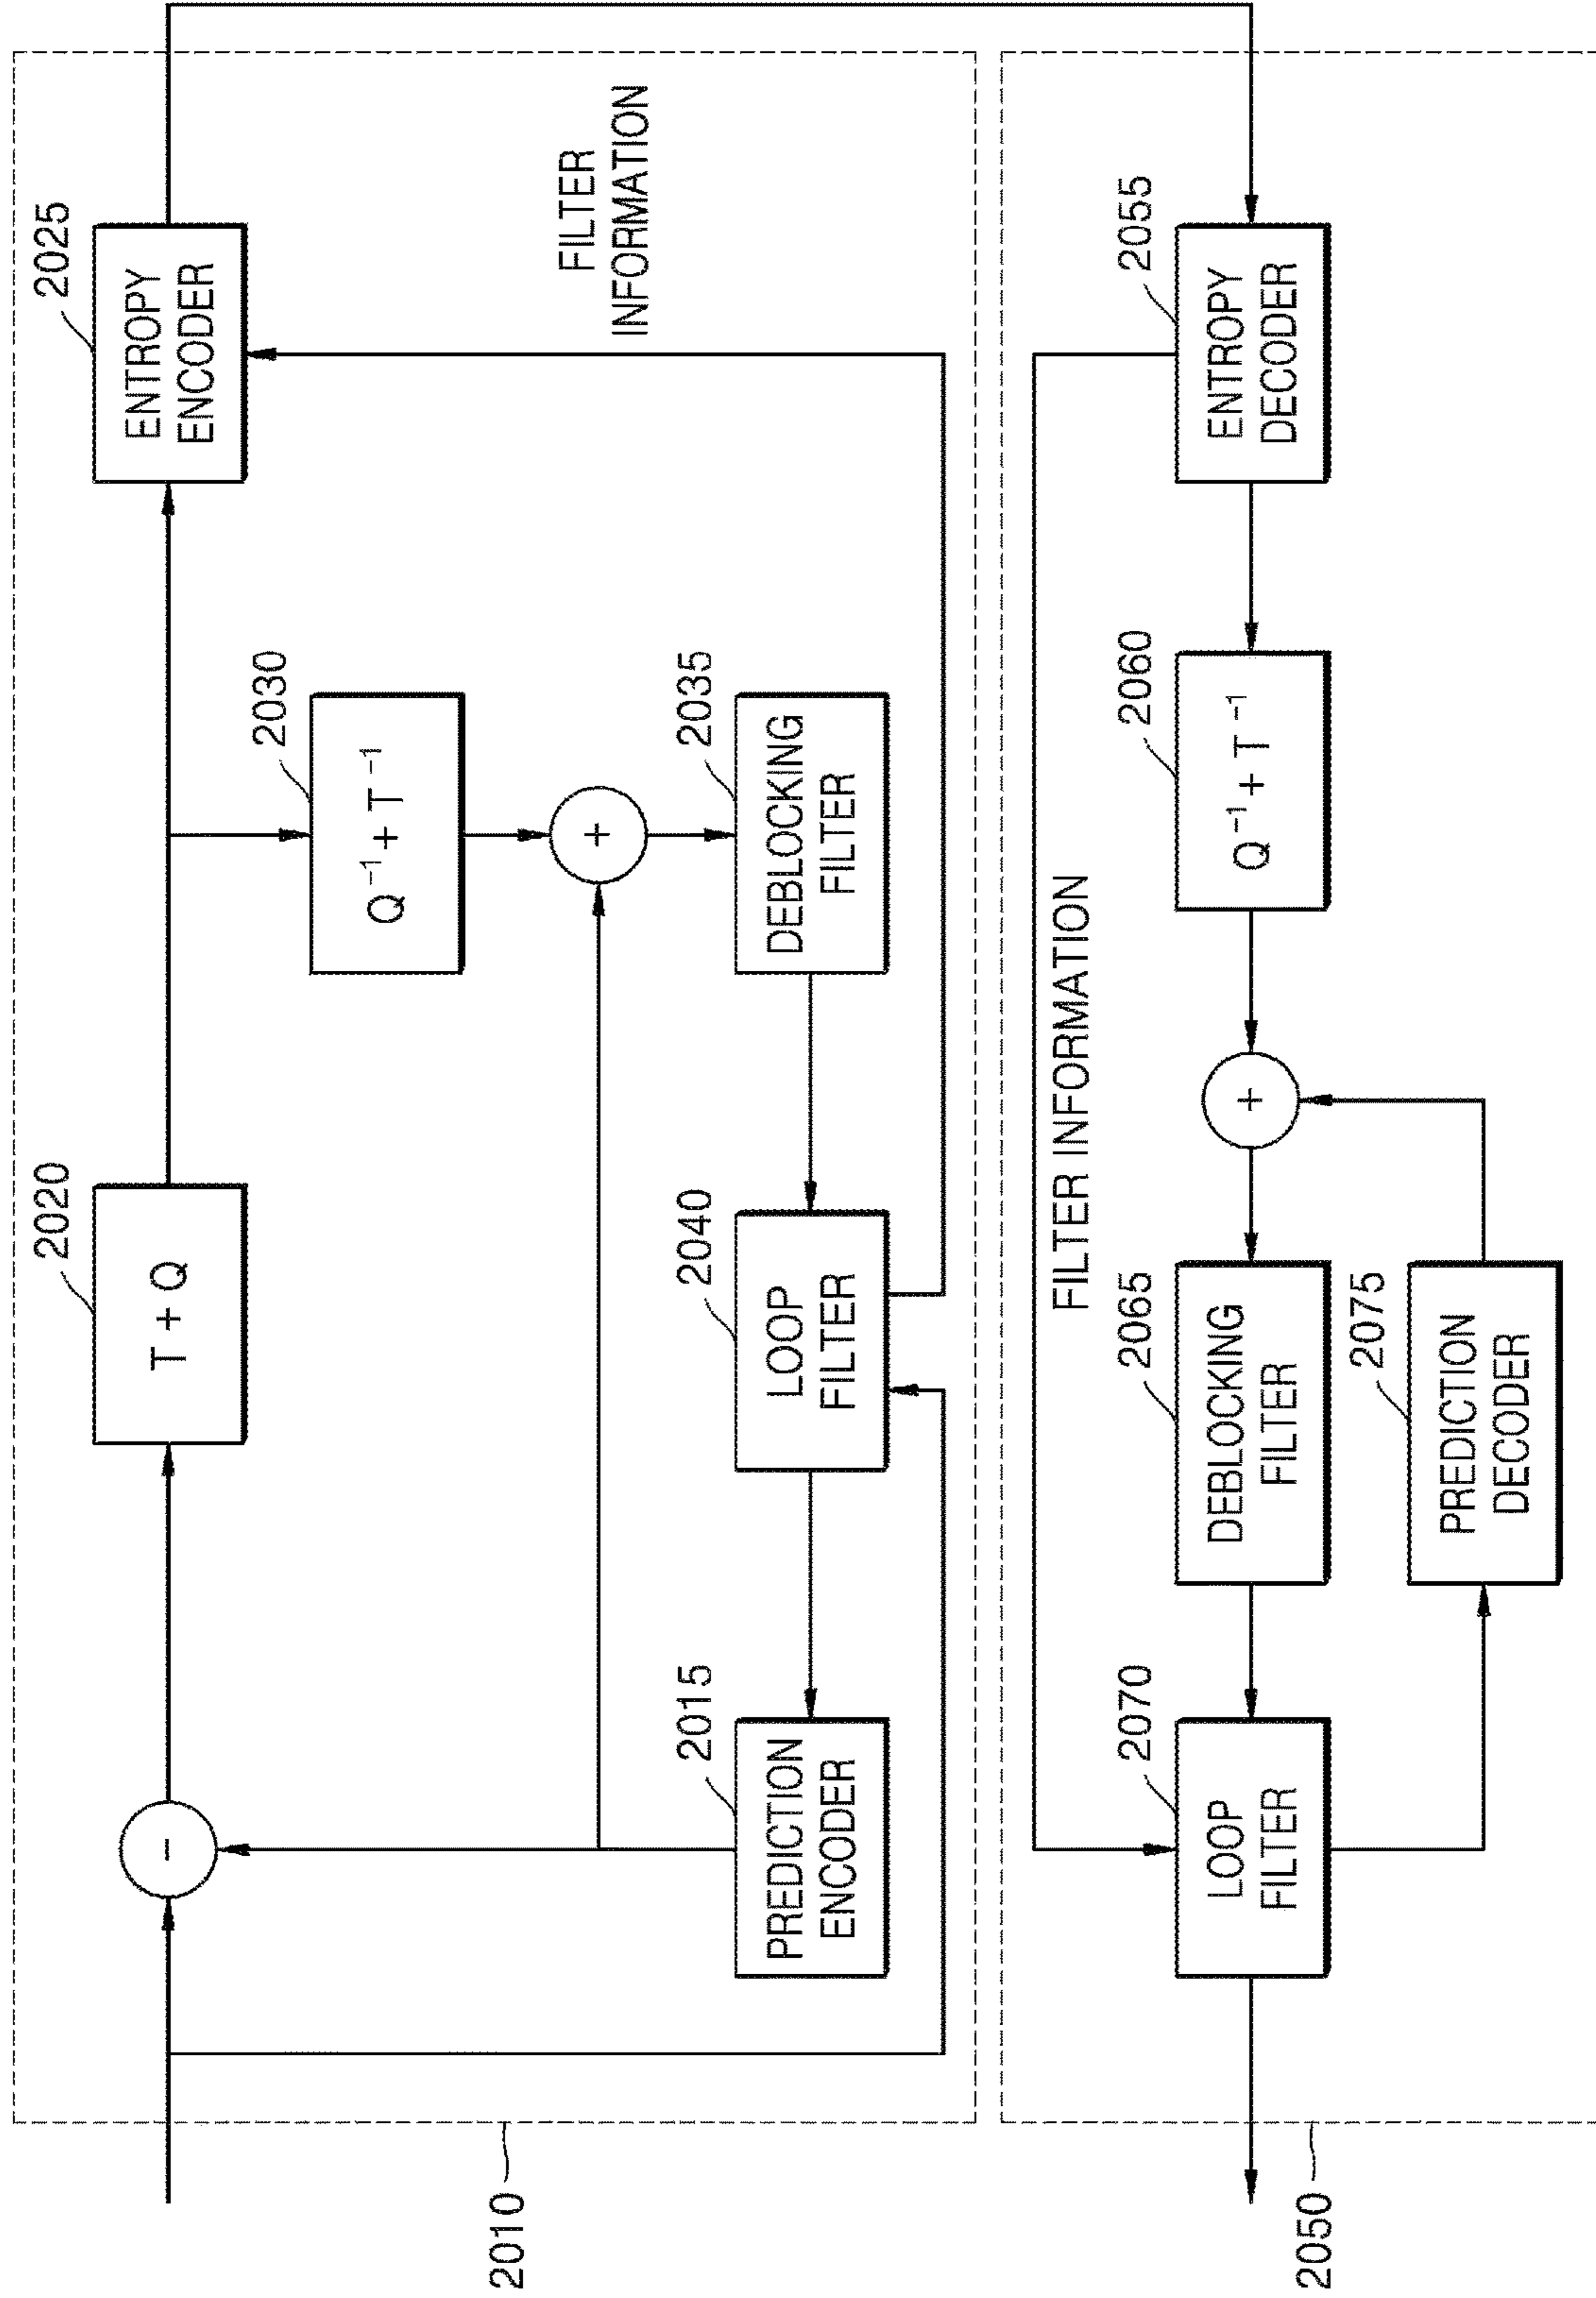 2010
2020
T + Q
2025
ENTROPY
ENCODER
−
2030
Q⁻¹ + T⁻¹
+
FILTER
INFORMATION
2015
PREDICTION
ENCODER
2040
LOOP
FILTER
2035
DEBLOCKING
FILTER
2050
FILTER INFORMATION
2070
LOOP
FILTER
2065
DEBLOCKING
FILTER
+
2060
Q⁻¹ + T⁻¹
2055
ENTROPY
DECODER
2075
PREDICTION
DECODER